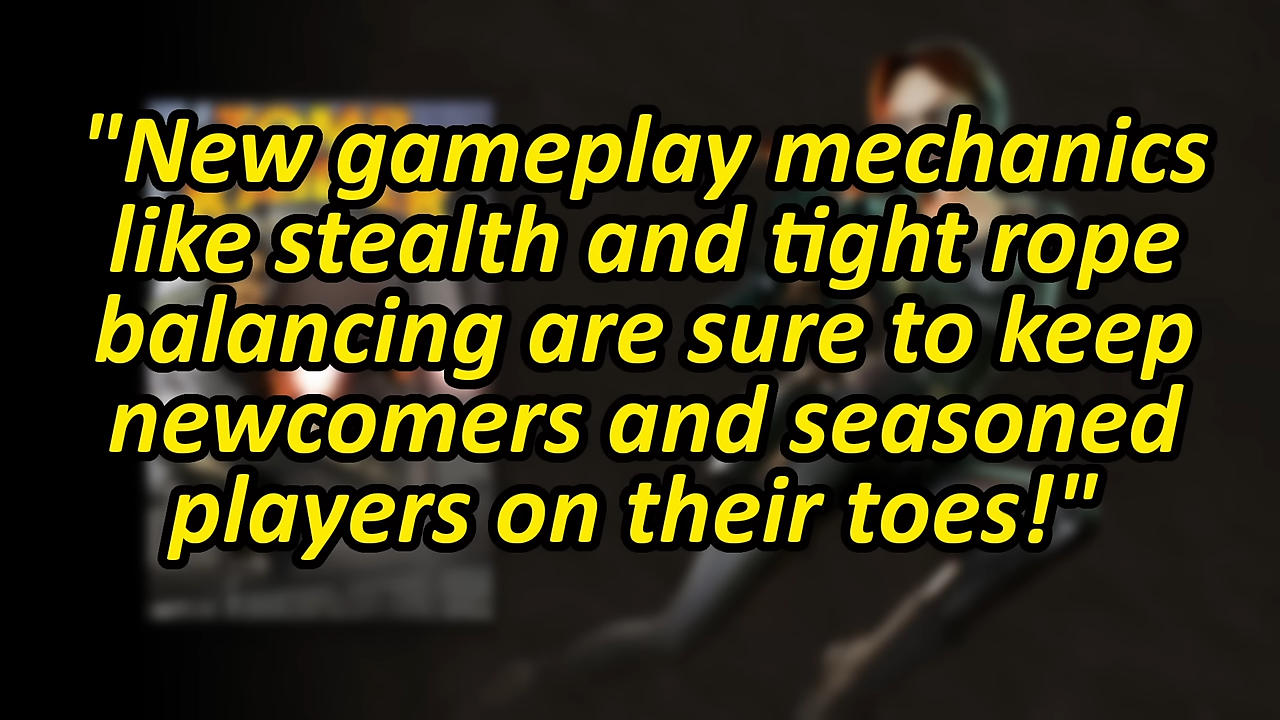 "New gameplay mechanics
like stealth and tight rope
balancing are sure to keep
newcomers and seasoned
players on their toes!"